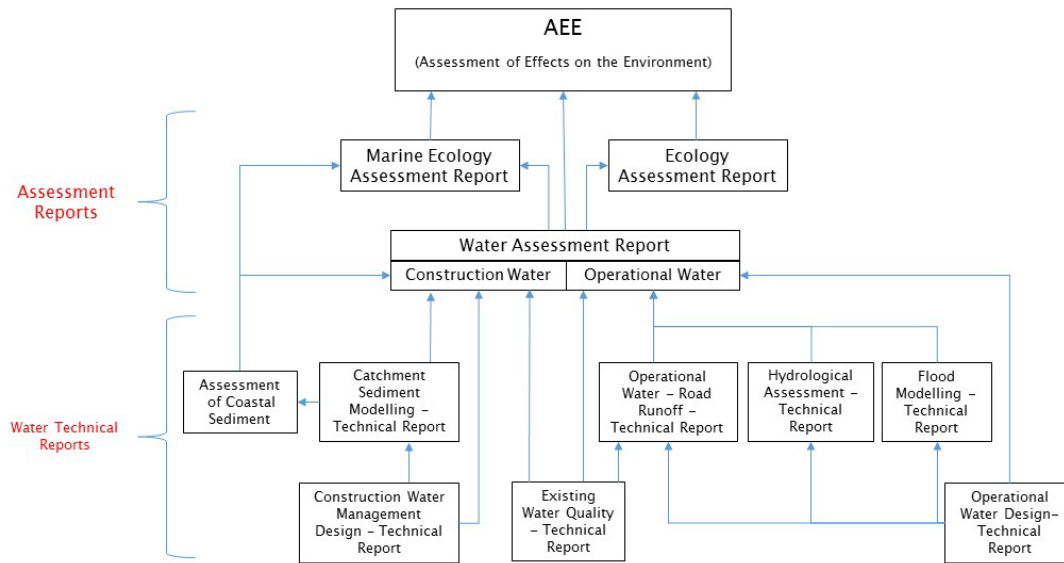 AEE
(Assessment of Effects on the Environment)
Marine Ecology
Assessment Report
Ecology
Assessment Report
Assessment
Reports
Water Assessment Report
Construction Water
Operational Water
Assessment
of Coastal
Sediment
Catchment
Sediment
Modelling –
Technical Report
Operational
Water – Road
Runoff –
Technical Report
Hydrological
Assessment –
Technical
Report
Flood
Modelling –
Technical
Report
Water Technical
Reports
Construction Water
Management
Design – Technical
Report
Existing
Water Quality
– Technical
Report
Operational
Water Design–
Technical
Report